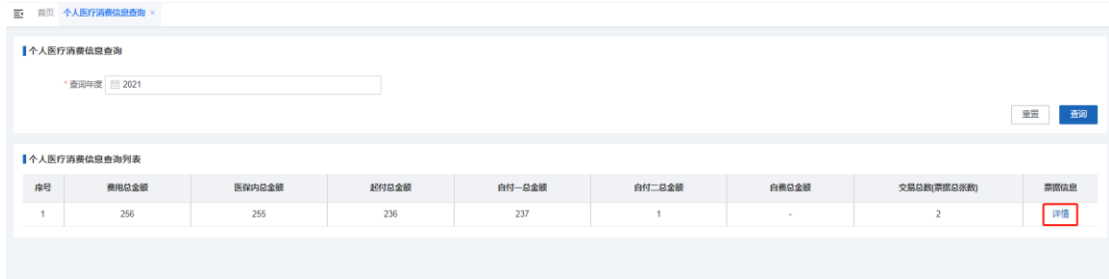 首页 个人医疗消费信息查询 ×
个人医疗消费信息查询
* 查询年度 2021
重置 查询
个人医疗消费信息查询列表
序号 费用总金额 医保内总金额 起付总金额 自付一总金额 自付二总金额 自费总金额 交易总数(票据总张数) 票据信息
1 256 255 236 237 1 - 2 详情